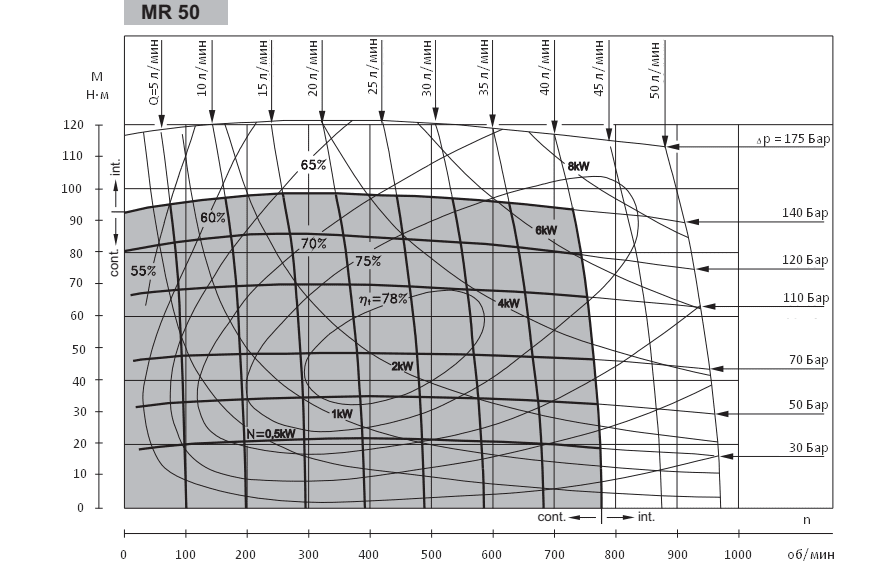 MR 50
M
Н·м
Q=5 л/мин
10 л/мин
15 л/мин
20 л/мин
25 л/мин
30 л/мин
35 л/мин
40 л/мин
45 л/мин
50 л/мин
120
110
100
90
80
70
60
50
40
30
20
10
0
int.
cont.
Δp = 175 Бар
140 Бар
120 Бар
110 Бар
70 Бар
50 Бар
30 Бар
65%
60%
70%
55%
75%
ηt=78%
8kW
6kW
4kW
2kW
1kW
N=0,5kW
cont.
int.
n
0
100
200
300
400
500
600
700
800
900
1000
об/мин